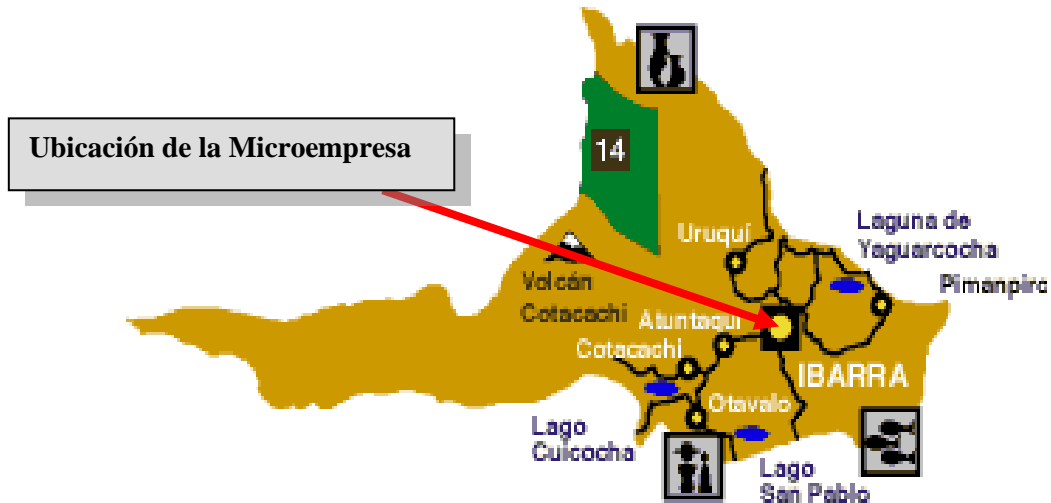 Ubicación de la Microempresa
14
Uruquí
Laguna de
Yaguarcocha
Pimanpiro
Volcán
Cotacachi
Atuntaqui
Cotacachi
IBARRA
Otavalo
Lago
Cuicocha
Lago
San Pablo